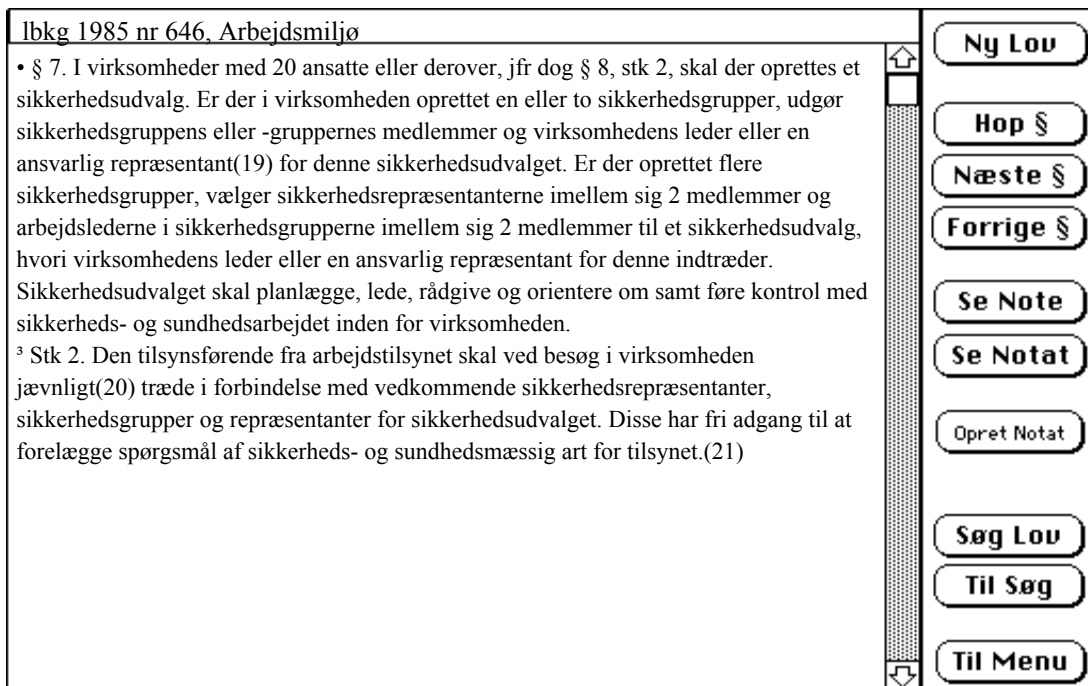 lbkg 1985 nr 646, Arbejdsmiljø
• § 7. I virksomheder med 20 ansatte eller derover, jfr dog § 8, stk 2, skal der oprettes et
sikkerhedsudvalg. Er der i virksomheden oprettet en eller to sikkerhedsgrupper, udgør
sikkerhedsgruppens eller -gruppernes medlemmer og virksomhedens leder eller en
ansvarlig repræsentant(19) for denne sikkerhedsudvalget. Er der oprettet flere
sikkerhedsgrupper, vælger sikkerhedsrepræsentanterne imellem sig 2 medlemmer og
arbejdslederne i sikkerhedsgrupperne imellem sig 2 medlemmer til et sikkerhedsudvalg,
hvori virksomhedens leder eller en ansvarlig repræsentant for denne indtræder.
Sikkerhedsudvalget skal planlægge, lede, rådgive og orientere om samt føre kontrol med
sikkerheds- og sundhedsarbejdet inden for virksomheden.
³ Stk 2. Den tilsynsførende fra arbejdstilsynet skal ved besøg i virksomheden
jævnligt(20) træde i forbindelse med vedkommende sikkerhedsrepræsentanter,
sikkerhedsgrupper og repræsentanter for sikkerhedsudvalget. Disse har fri adgang til at
forelægge spørgsmål af sikkerheds- og sundhedsmæssig art for tilsynet.(21)
Ny Lov
Hop §
Næste §
Forrige §
Se Note
Se Notat
Opret Notat
Søg Lov
Til Søg
Til Menu